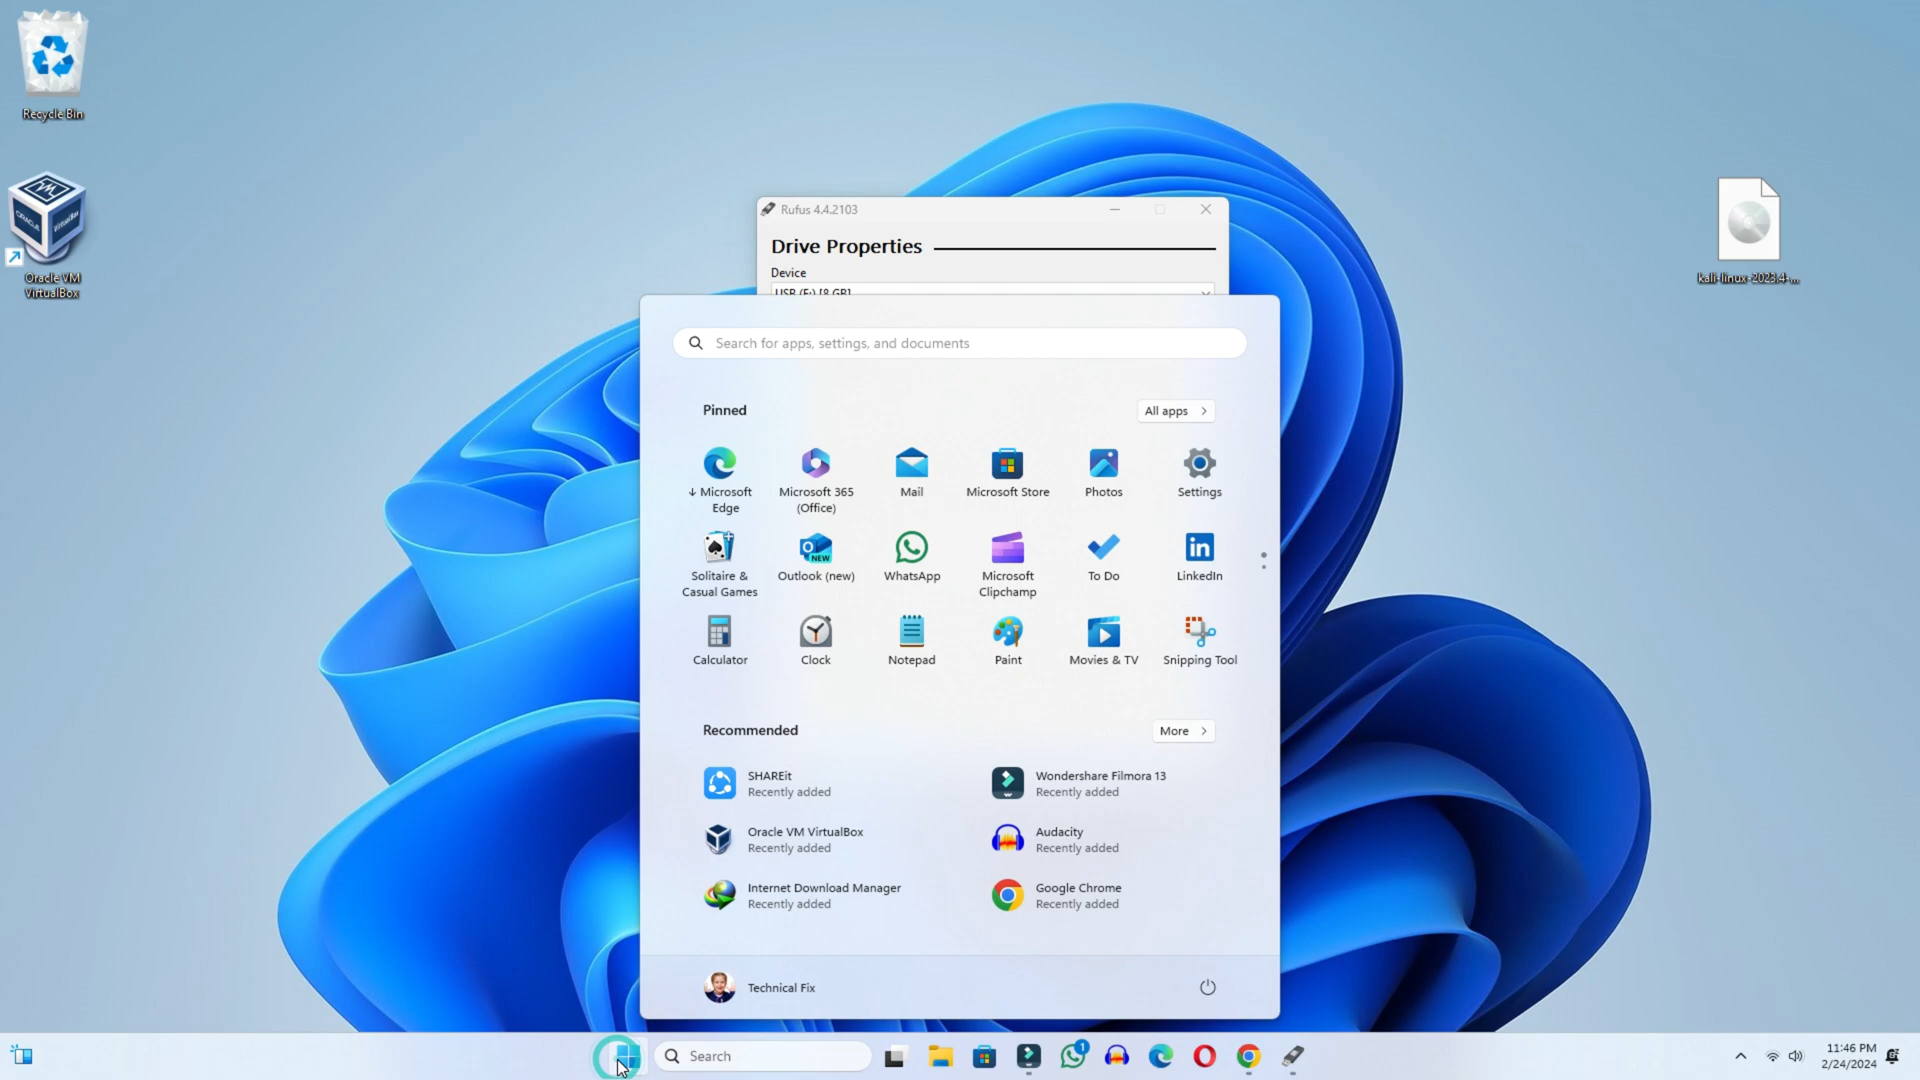 Recycle Bin
Oracle VM
VirtualBox
kali-linux-2023.4-...
Rufus 4.4.2103
Drive Properties
Device
USB (E:) [8 GB]
Search for apps, settings, and documents
Pinned
All apps
Microsoft
Edge
Microsoft 365
(Office)
Mail
Microsoft Store
Photos
Settings
Solitaire &
Casual Games
NEW
Outlook (new)
WhatsApp
Microsoft
Clipchamp
To Do
in
LinkedIn
Calculator
Clock
Notepad
Paint
Movies & TV
Snipping Tool
Recommended
More
SHAREit
Recently added
Wondershare Filmora 13
Recently added
Oracle VM VirtualBox
Recently added
Audacity
Recently added
Internet Download Manager
Recently added
Google Chrome
Recently added
Technical Fix
Search
1
11:46 PM
2/24/2024